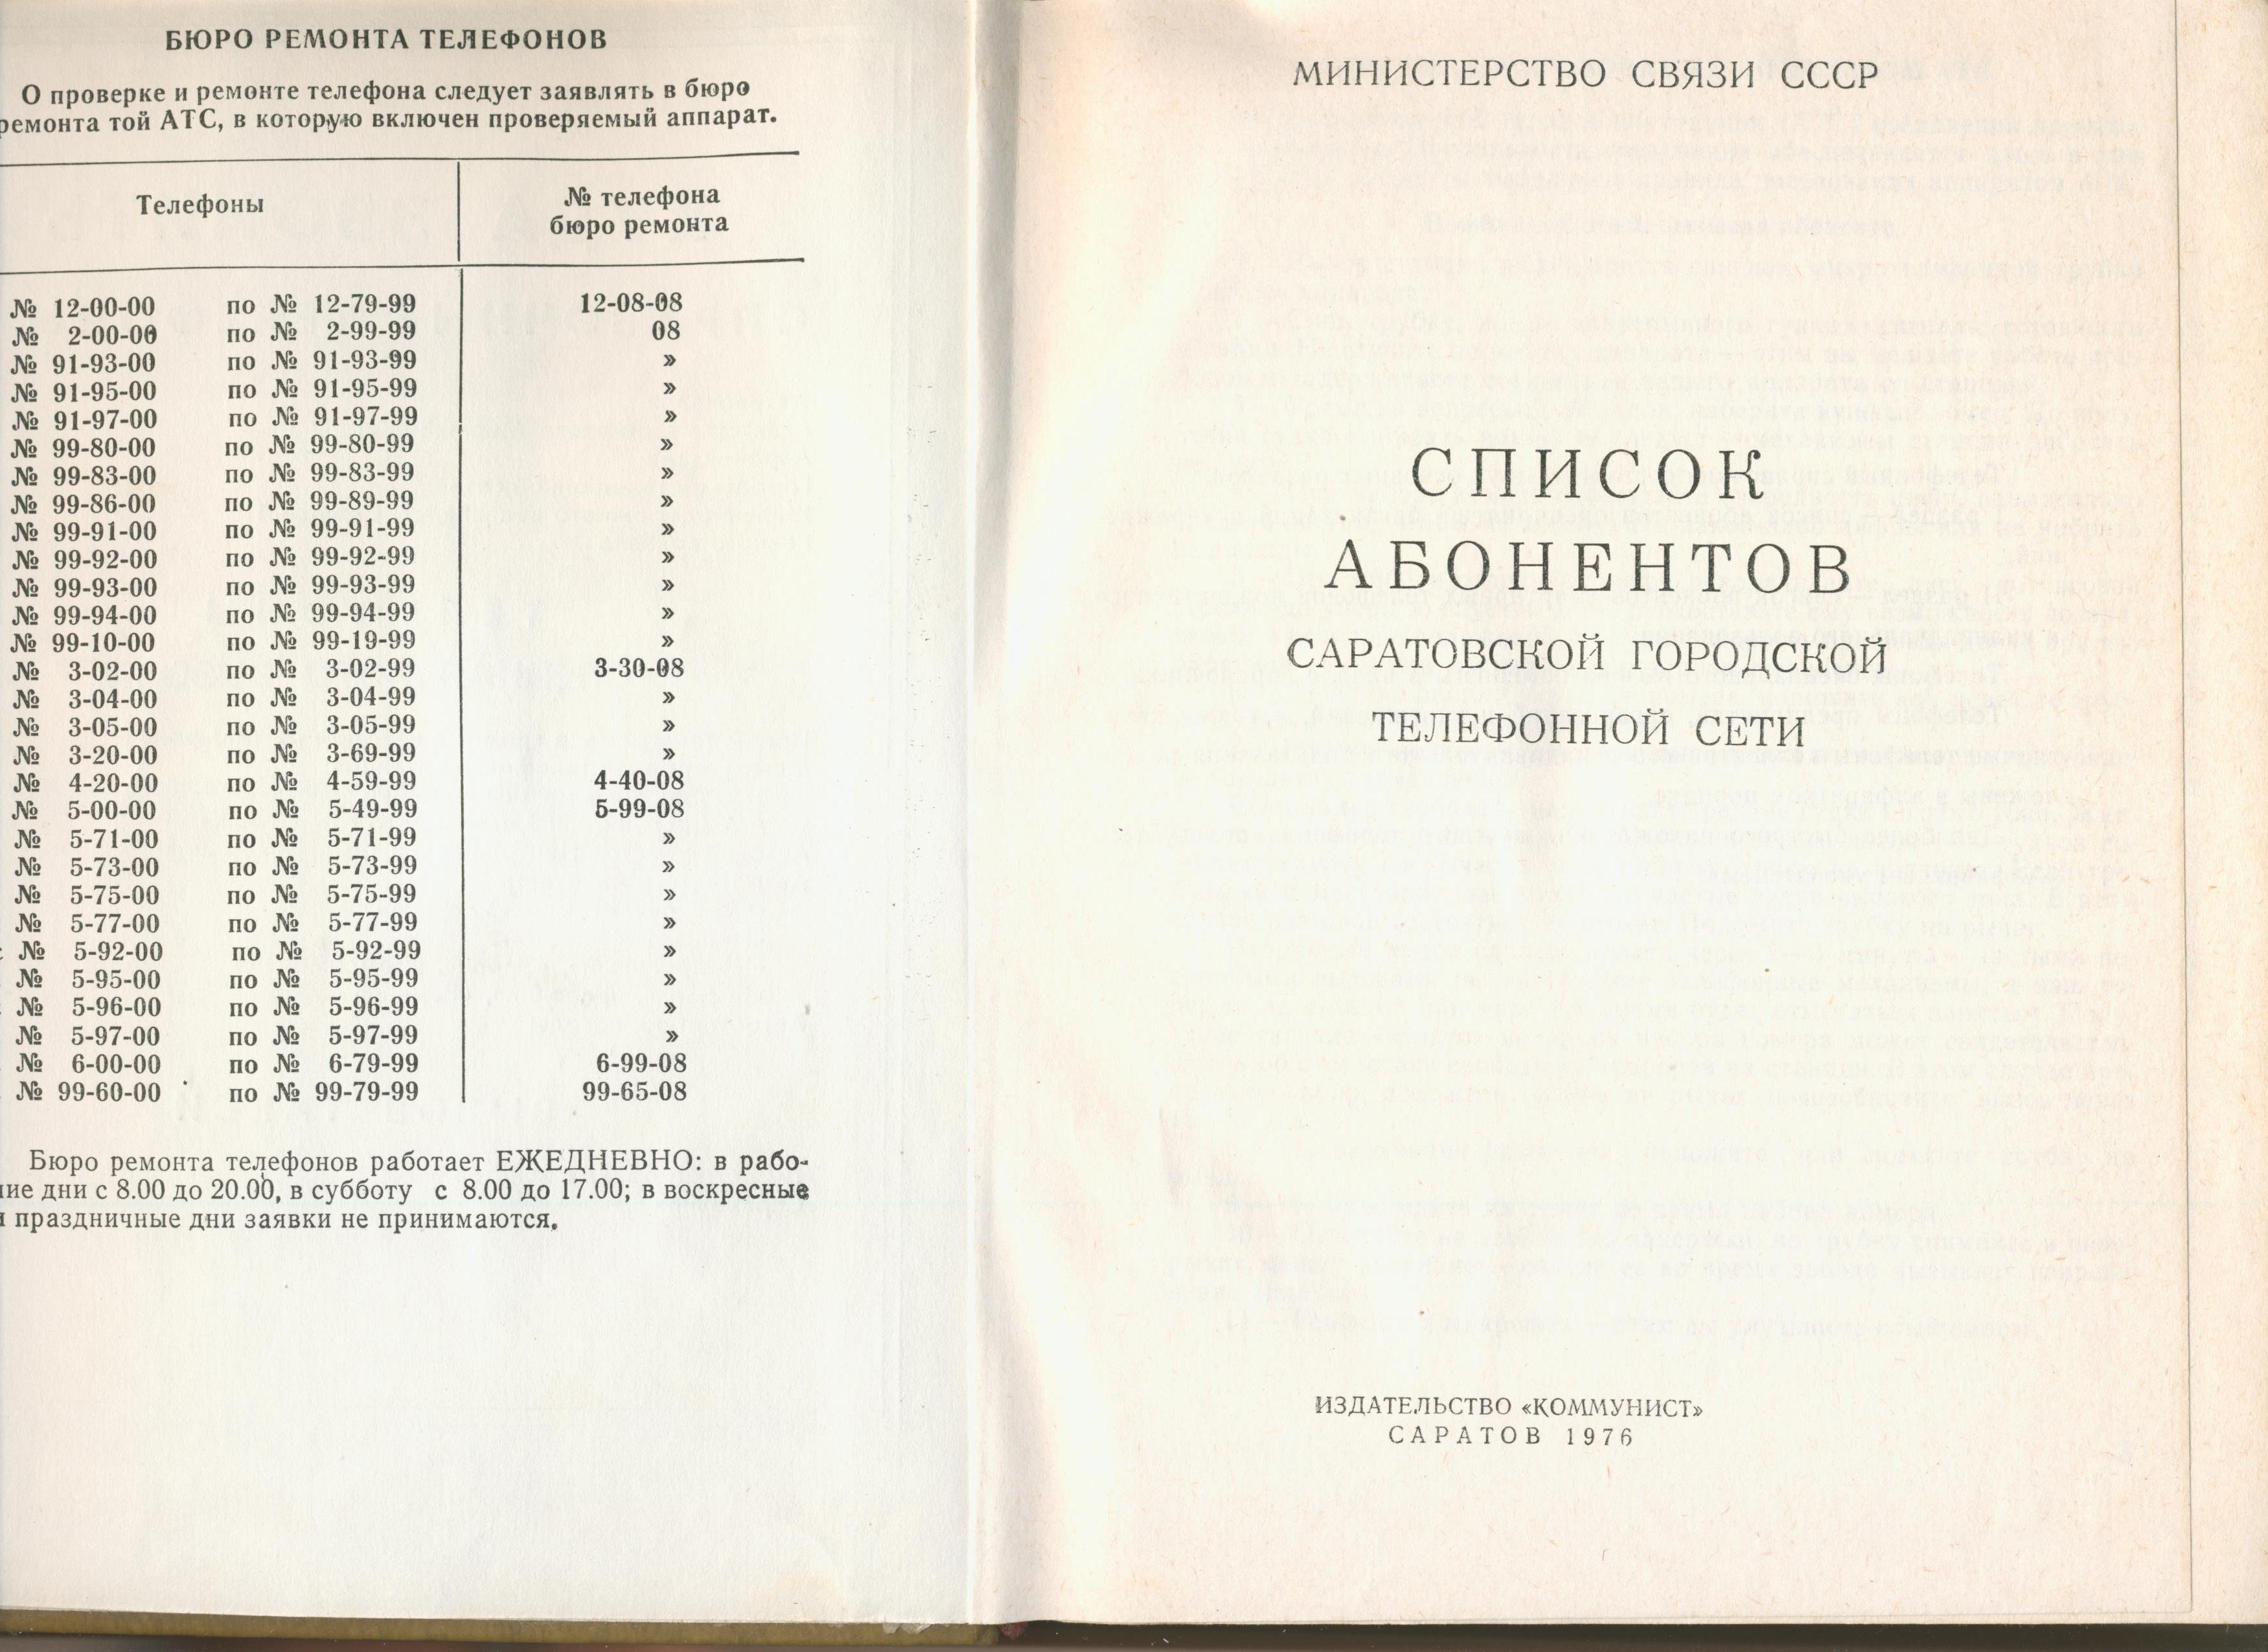 БЮРО РЕМОНТА ТЕЛЕФОНОВ
О проверке и ремонте телефона следует заявлять в бюро
ремонта той АТС, в которую включен проверяемый аппарат.
Телефоны
№ телефона
бюро ремонта
№ 12-00-00 по № 12-79-99 12-08-08
№ 2-00-00 по № 2-99-99 08
№ 91-93-00 по № 91-93-99 »
№ 91-95-00 по № 91-95-99 »
№ 91-97-00 по № 91-97-99 »
№ 99-80-00 по № 99-80-99 »
№ 99-83-00 по № 99-83-99 »
№ 99-86-00 по № 99-89-99 »
№ 99-91-00 по № 99-91-99 »
№ 99-92-00 по № 99-92-99 »
№ 99-93-00 по № 99-93-99 »
№ 99-94-00 по № 99-94-99 »
№ 99-10-00 по № 99-19-99 »
№ 3-02-00 по № 3-02-99 3-30-08
№ 3-04-00 по № 3-04-99 »
№ 3-05-00 по № 3-05-99 »
№ 3-20-00 по № 3-69-99 »
№ 4-20-00 по № 4-59-99 4-40-08
№ 5-00-00 по № 5-49-99 5-99-08
№ 5-71-00 по № 5-71-99 »
№ 5-73-00 по № 5-73-99 »
№ 5-75-00 по № 5-75-99 »
№ 5-77-00 по № 5-77-99 »
№ 5-92-00 по № 5-92-99 »
№ 5-95-00 по № 5-95-99 »
№ 5-96-00 по № 5-96-99 »
№ 5-97-00 по № 5-97-99 »
№ 6-00-00 по № 6-79-99 6-99-08
№ 99-60-00 по № 99-79-99 99-65-08
Бюро ремонта телефонов работает ЕЖЕДНЕВНО: в рабо-
чие дни с 8.00 до 20.00, в субботу с 8.00 до 17.00; в воскресные
и праздничные дни заявки не принимаются.
МИНИСТЕРСТВО СВЯЗИ СССР
СПИСОК
АБОНЕНТОВ
САРАТОВСКОЙ ГОРОДСКОЙ
ТЕЛЕФОННОЙ СЕТИ
ИЗДАТЕЛЬСТВО «КОММУНИСТ»
САРАТОВ 1976